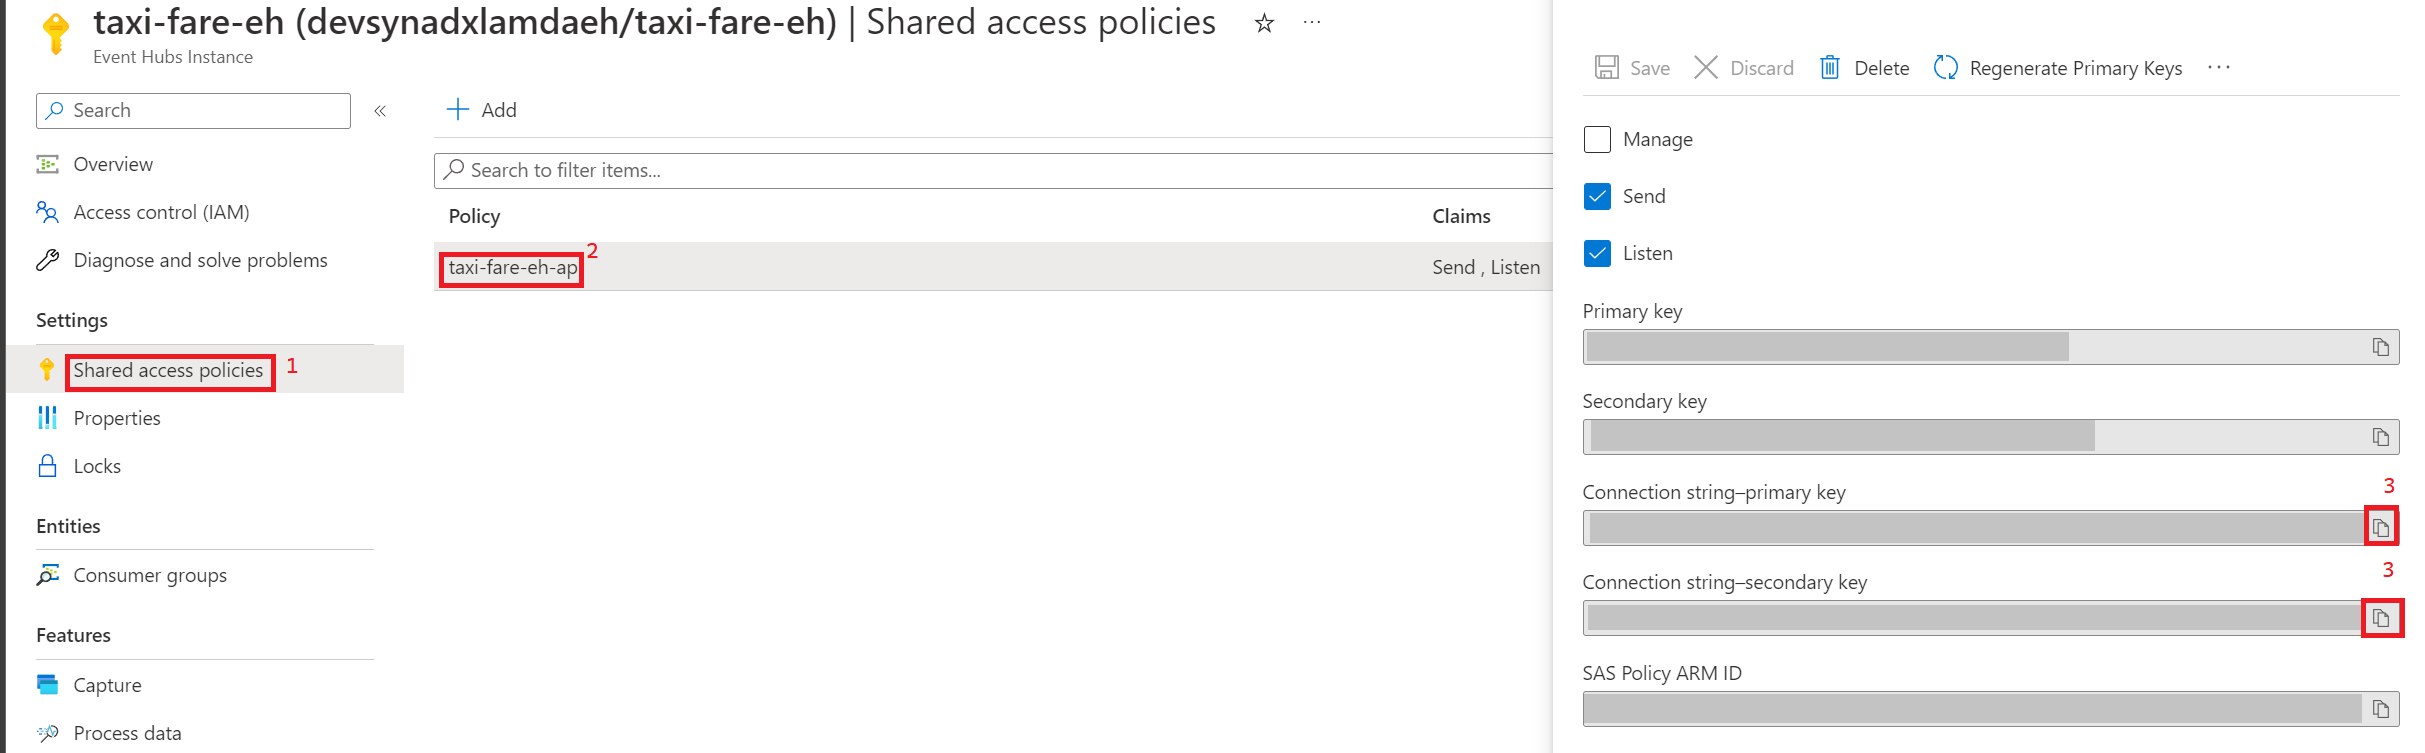 taxi-fare-eh (devsynadxlamdaeh/taxi-fare-eh) | Shared access policies
Event Hubs Instance
Search
Overview
Access control (IAM)
Diagnose and solve problems
Settings
Shared access policies 1
Properties
Locks
Entities
Consumer groups
Features
Capture
Process data
Add
Search to filter items...
Policy Claims
taxi-fare-eh-ap 2 Send , Listen
Save Discard Delete Regenerate Primary Keys
Manage
Send
Listen
Primary key
Secondary key
Connection string–primary key
3
Connection string–secondary key
3
SAS Policy ARM ID